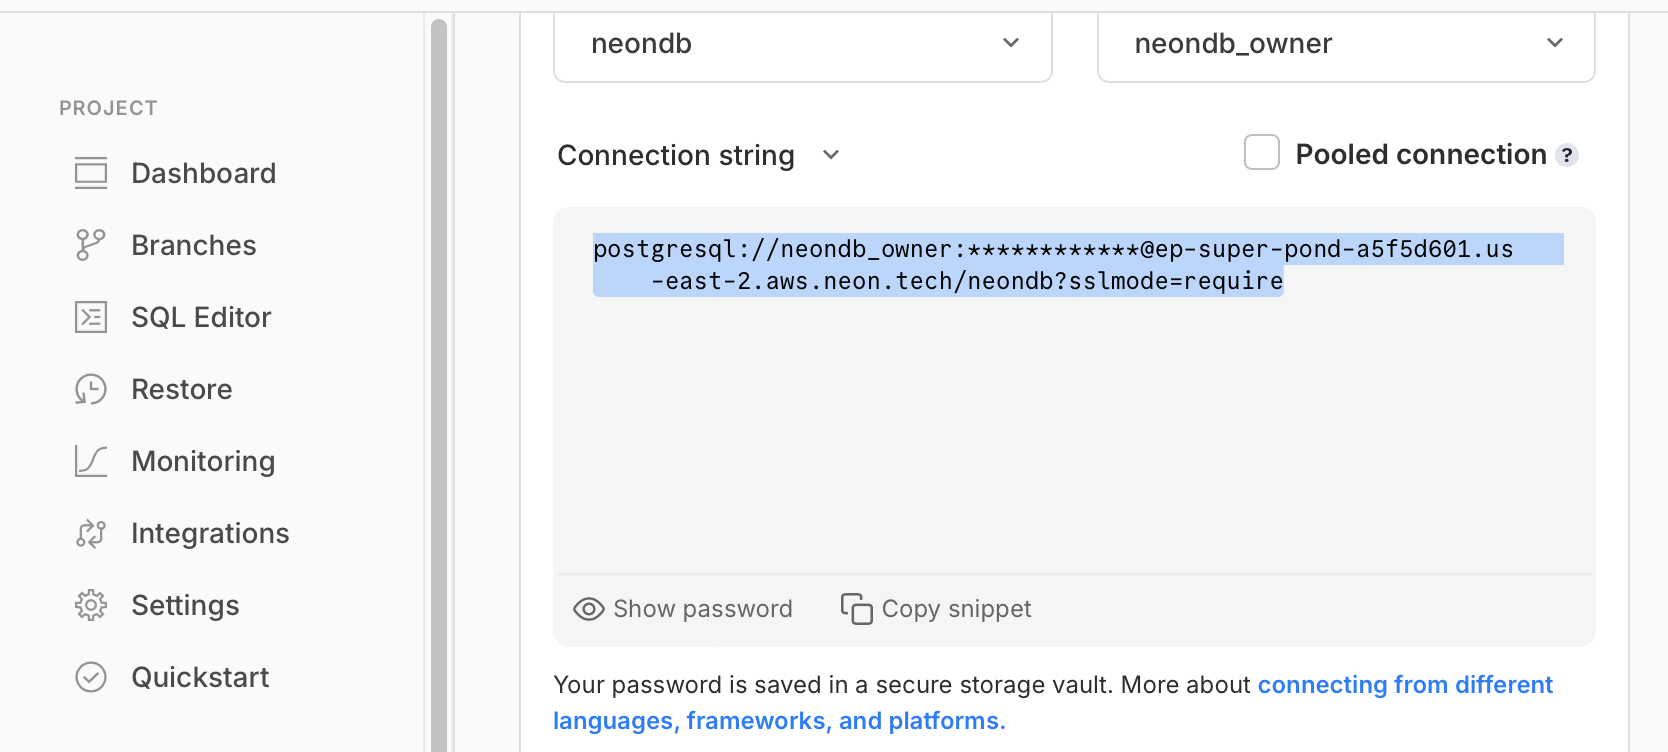 PROJECT
Dashboard
Branches
SQL Editor
Restore
Monitoring
Integrations
Settings
Quickstart
neondb
neondb_owner
Connection string
Pooled connection ?
postgresql://neondb_owner:************@ep-super-pond-a5f5d601.us
-east-2.aws.neon.tech/neondb?sslmode=require
Show password
Copy snippet
Your password is saved in a secure storage vault. More about connecting from different
languages, frameworks, and platforms.